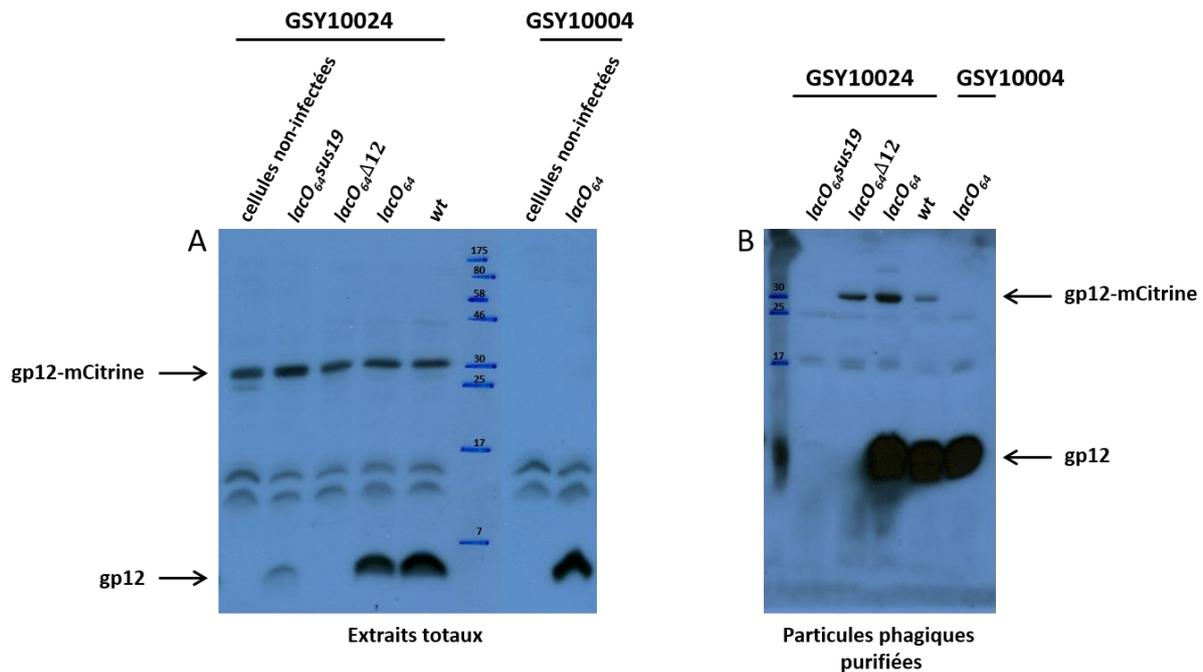 GSY10024
GSY10004
cellules non-infectées
lacO64sus19
lacO64Δ12
lacO64
wt
cellules non-infectées
lacO64
A
175
80
58
46
30
25
17
7
gp12-mCitrine
gp12
Extraits totaux
GSY10024
GSY10004
lacO64sus19
lacO64Δ12
lacO64
wt
lacO64
B
30
25
17
gp12-mCitrine
gp12
Particules phagiques
purifiées